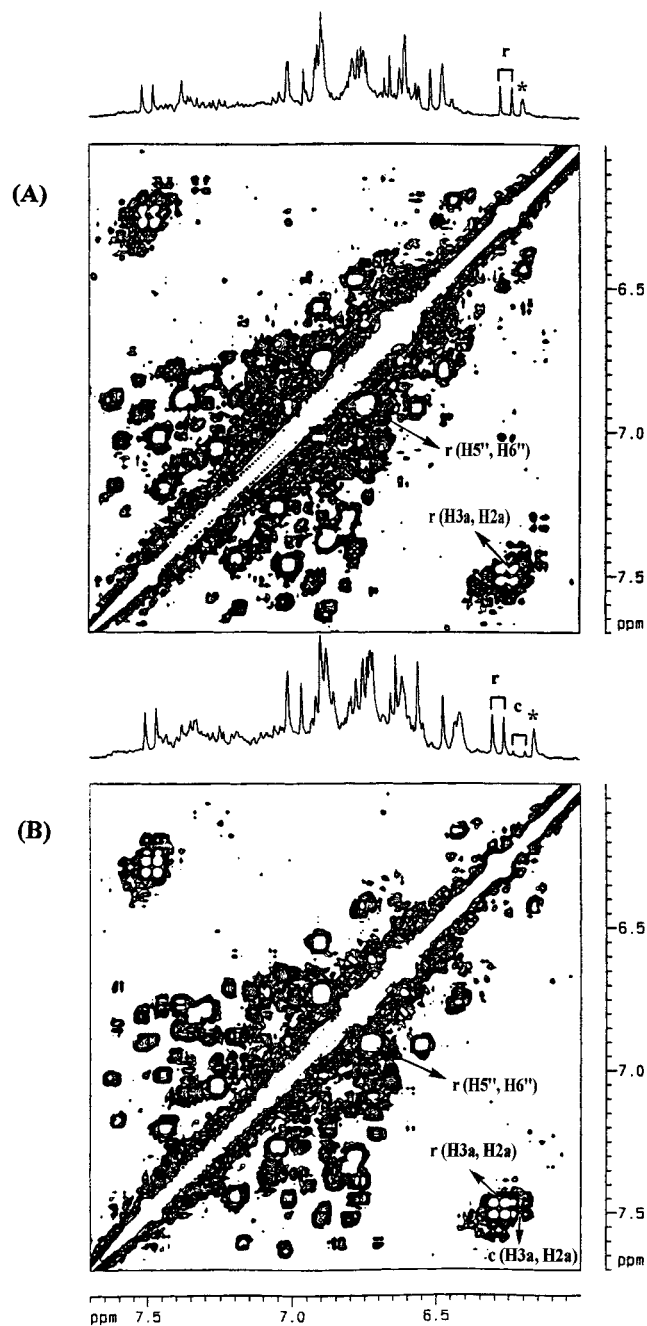 r
*
(A)
6.5
7.0
7.5
ppm
r (H5", H6")
r (H3a, H2a)
r
c
*
(B)
6.5
7.0
7.5
ppm
r (H5", H6")
r (H3a, H2a)
c (H3a, H2a)
ppm 7.5 7.0 6.5